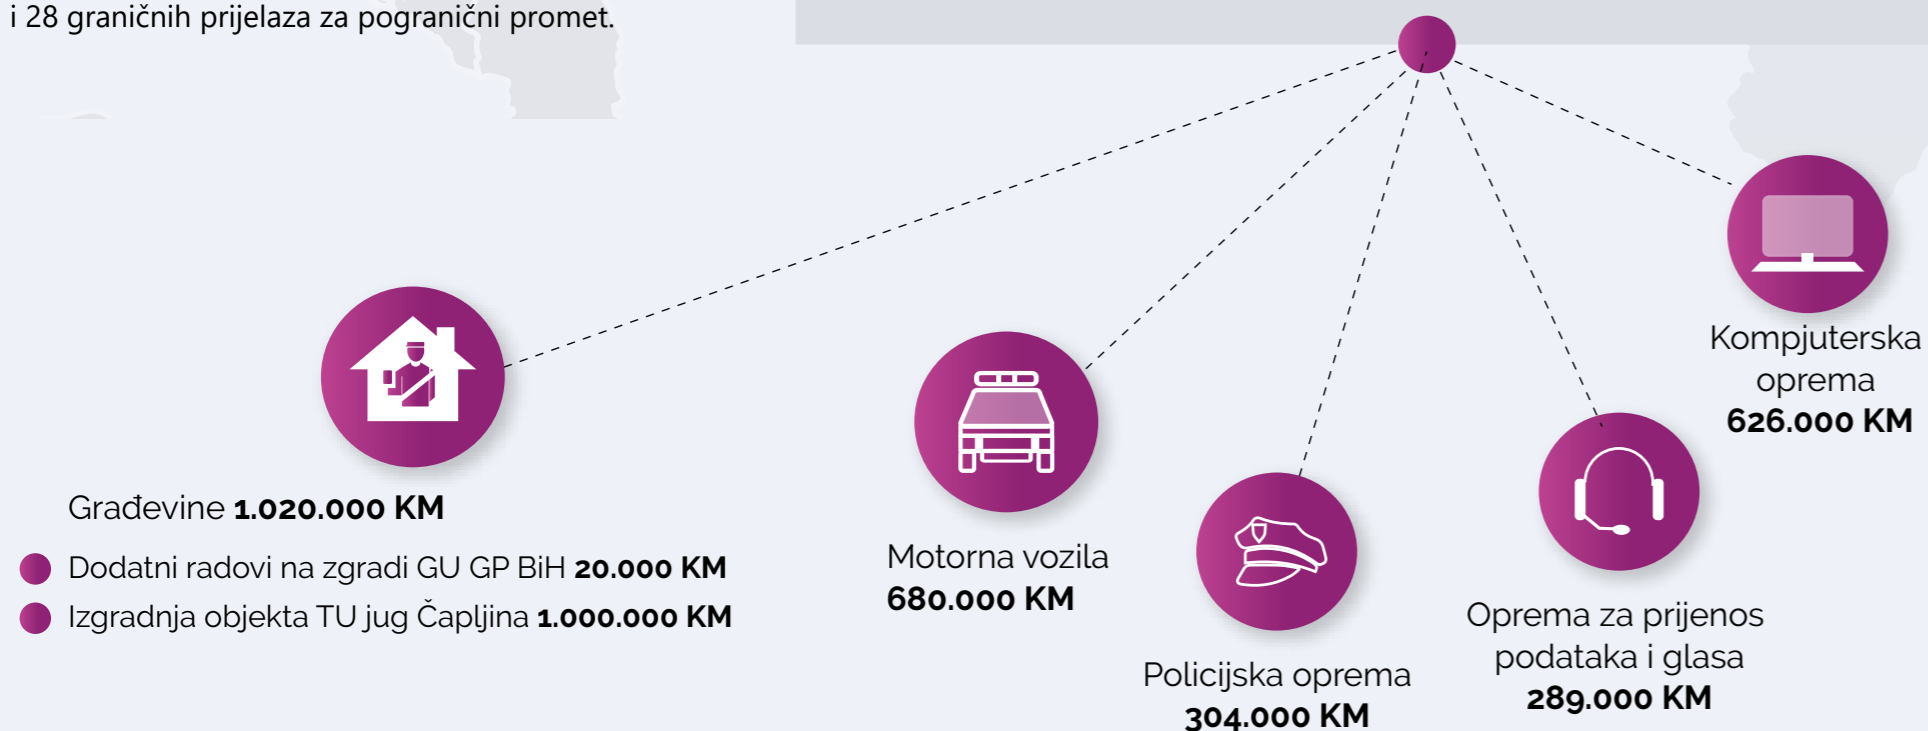 i 28 graničnih prijelaza za pogranični promet.
Građevine 1.020.000 KM
Dodatni radovi na zgradi GU GP BiH 20.000 KM
Izgradnja objekta TU jug Čapljina 1.000.000 KM
Motorna vozila
680.000 KM
Policijska oprema
304.000 KM
Oprema za prijenos
podataka i glasa
289.000 KM
Kompjuterska
oprema
626.000 KM